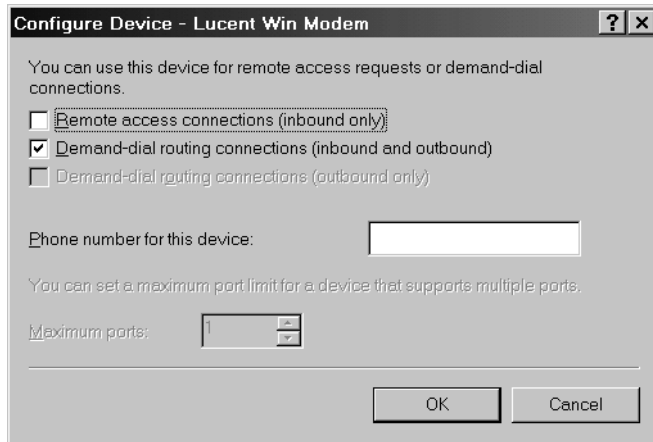 Configure Device - Lucent Win Modem
You can use this device for remote access requests or demand-dial
connections.
Remote access connections (inbound only)
Demand-dial routing connections (inbound and outbound)
Demand-dial routing connections (outbound only)
Phone number for this device:
You can set a maximum port limit for a device that supports multiple ports.
Maximum ports: 1
OK Cancel